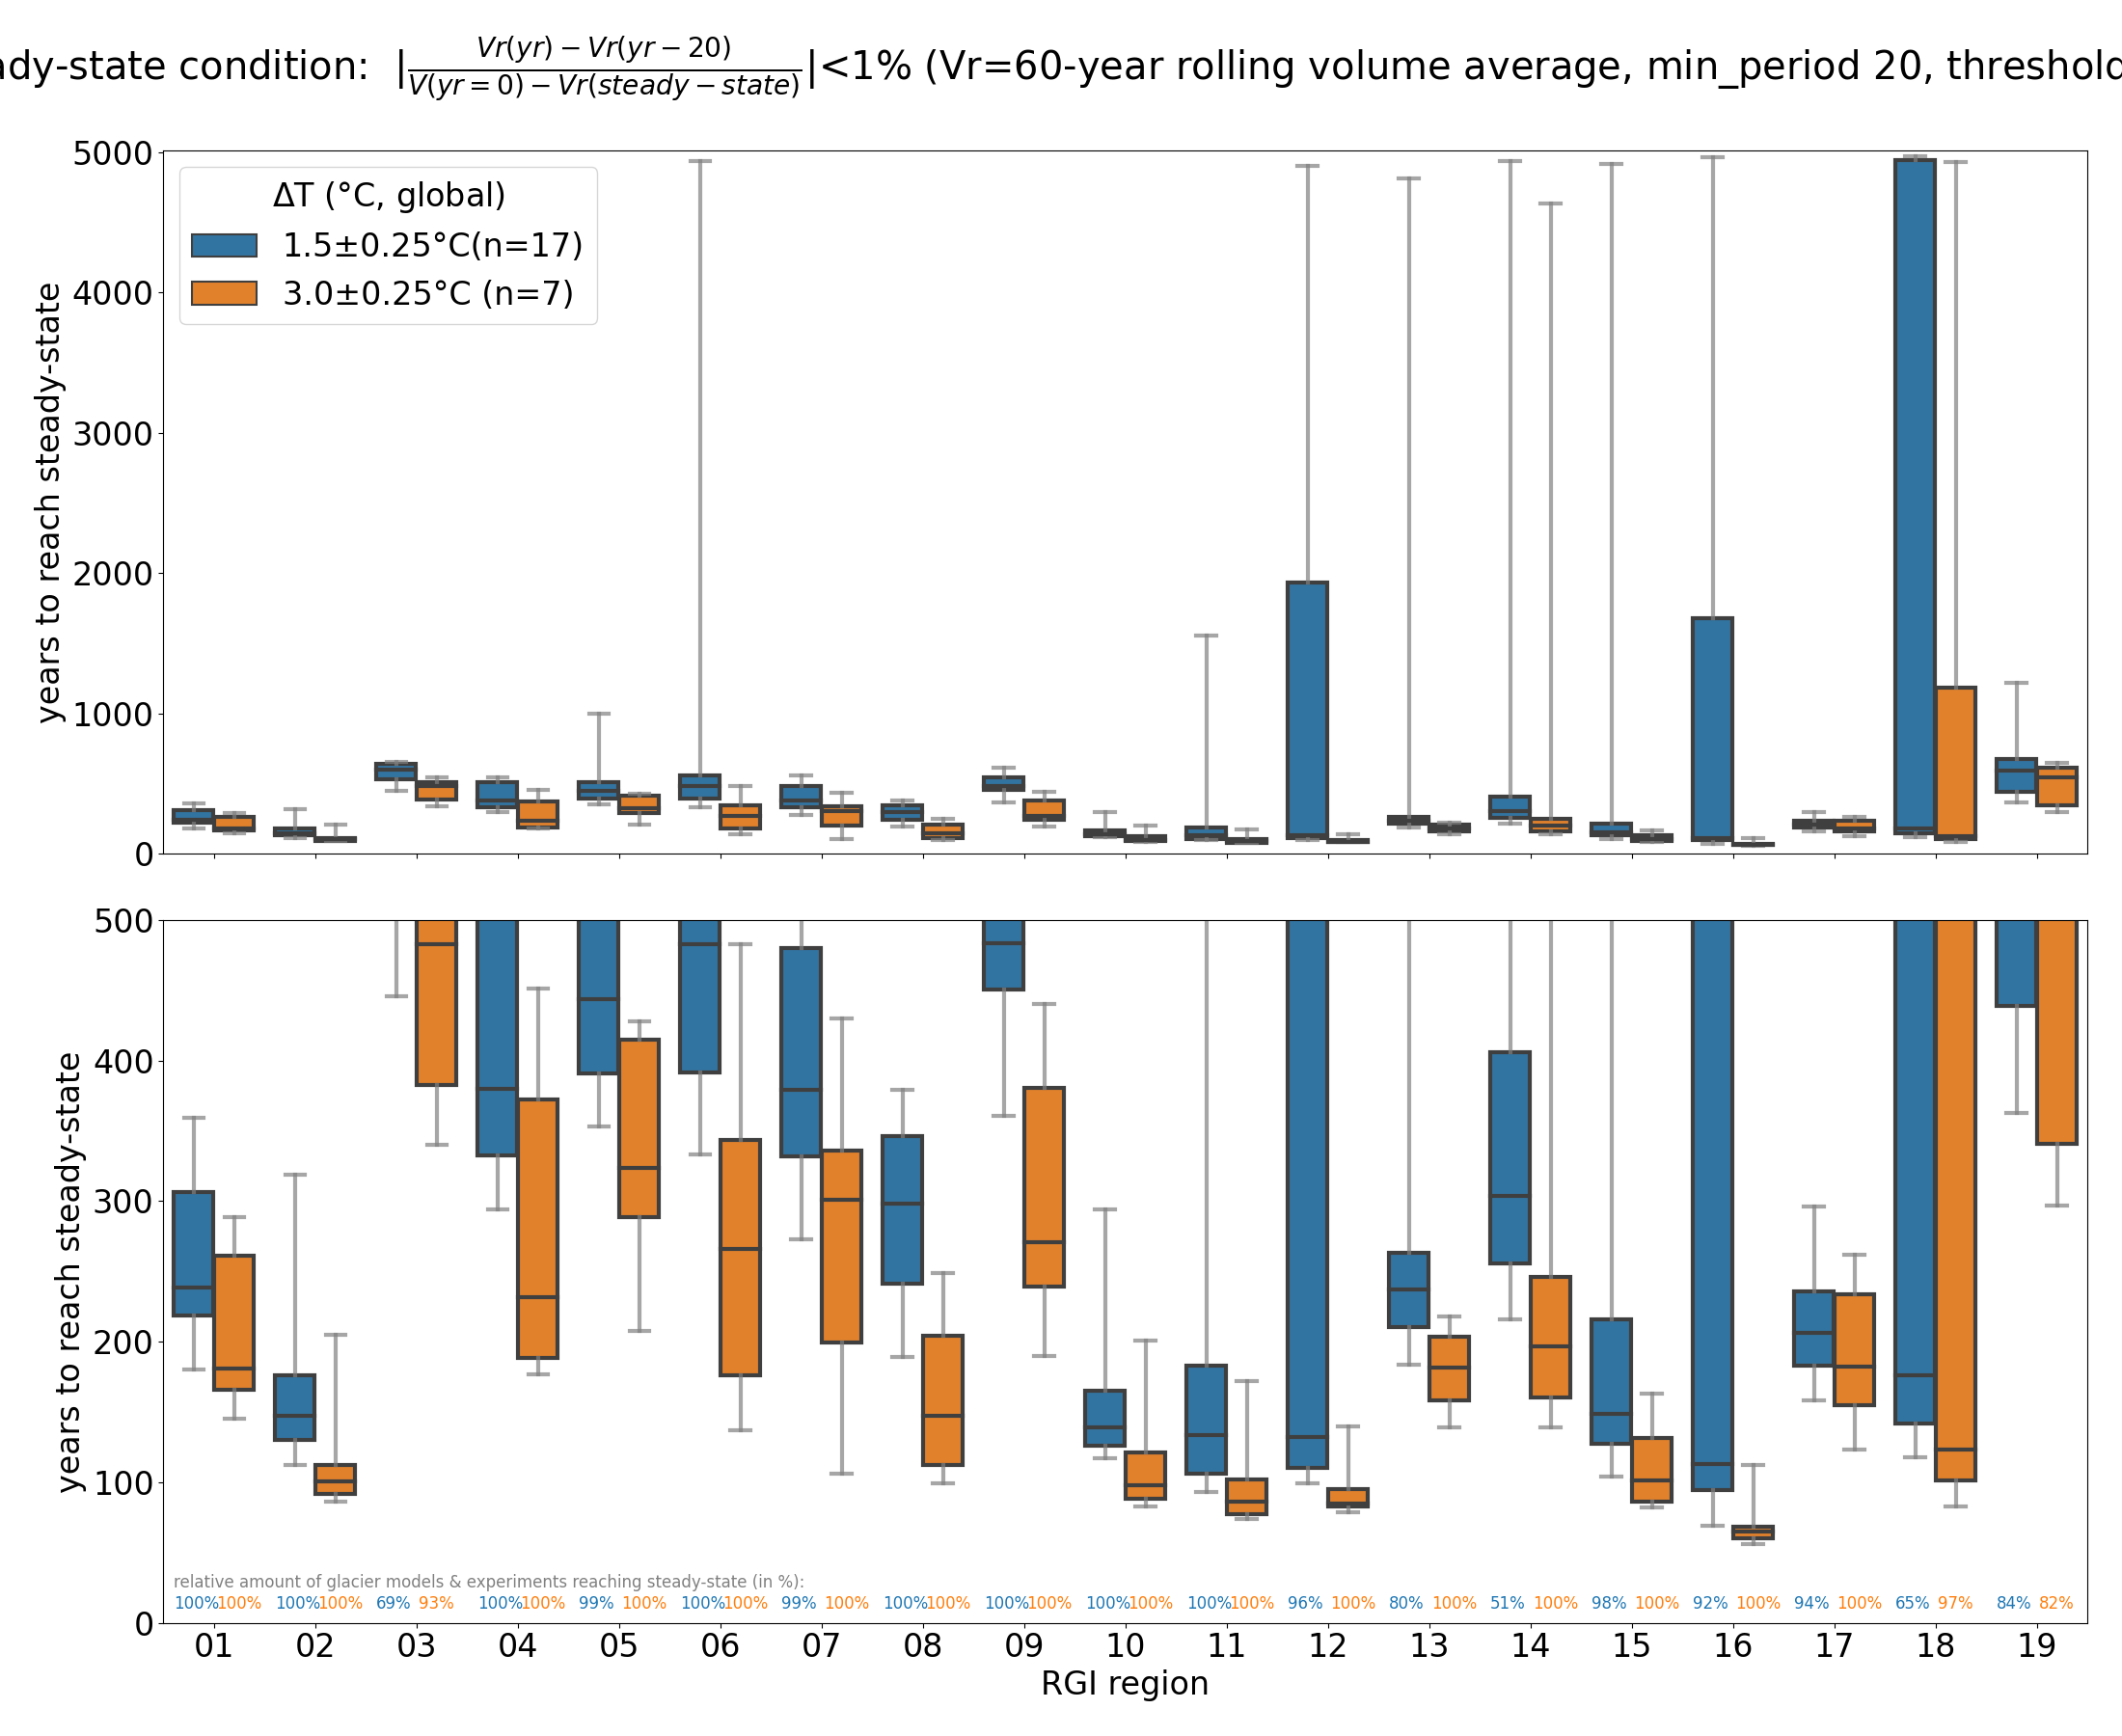 ady-state condition: |Vr(yr) − Vr(yr − 20) / V(yr = 0) − Vr(steady − state)|<1% (Vr=60-year rolling volume average, min_period 20, threshold
5000
4000
3000
2000
1000
0
years to reach steady-state
ΔT (°C, global)
1.5±0.25°C(n=17)
3.0±0.25°C (n=7)
500
400
300
200
100
0
years to reach steady-state
relative amount of glacier models & experiments reaching steady-state (in %):
100% 100% 100% 100% 69% 93% 100% 100% 99% 100% 100% 100% 99% 100% 100% 100% 100% 100% 100% 100% 100% 100% 96% 100% 80% 100% 51% 100% 98% 100% 92% 100% 94% 100% 65% 97% 84% 82%
01 02 03 04 05 06 07 08 09 10 11 12 13 14 15 16 17 18 19
RGI region